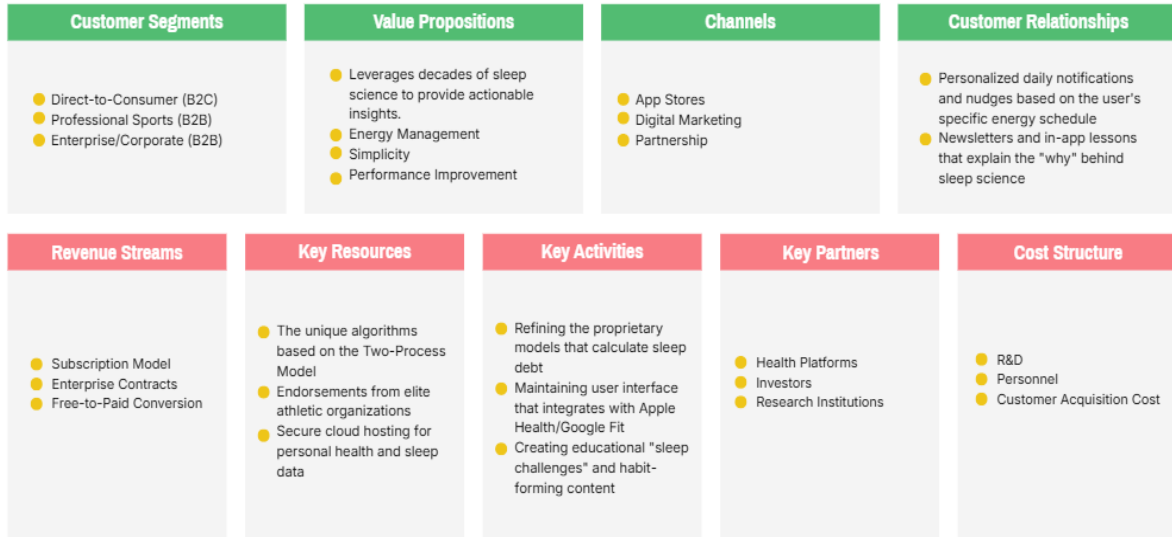 Customer Segments
Direct-to-Consumer (B2C)
Professional Sports (B2B)
Enterprise/Corporate (B2B)
Value Propositions
Leverages decades of sleep
science to provide actionable
insights.
Energy Management
Simplicity
Performance Improvement
Channels
App Stores
Digital Marketing
Partnership
Customer Relationships
Personalized daily notifications
and nudges based on the user's
specific energy schedule
Newsletters and in-app lessons
that explain the "why" behind
sleep science
Revenue Streams
Subscription Model
Enterprise Contracts
Free-to-Paid Conversion
Key Resources
The unique algorithms
based on the Two-Process
Model
Endorsements from elite
athletic organizations
Secure cloud hosting for
personal health and sleep
data
Key Activities
Refining the proprietary
models that calculate sleep
debt
Maintaining user interface
that integrates with Apple
Health/Google Fit
Creating educational "sleep
challenges" and habit-
forming content
Key Partners
Health Platforms
Investors
Research Institutions
Cost Structure
R&D
Personnel
Customer Acquisition Cost